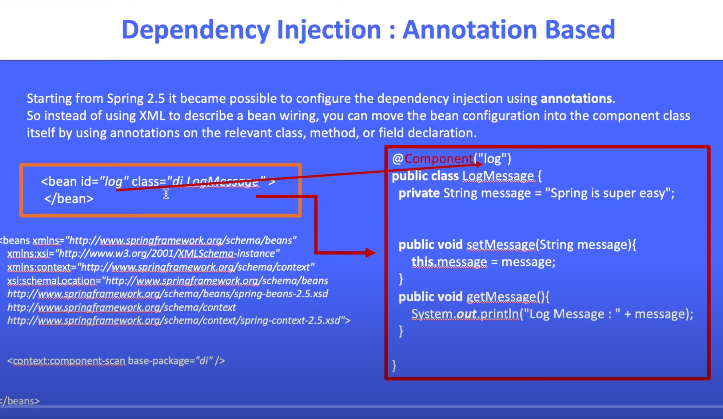 Dependency Injection : Annotation Based
Starting from Spring 2.5 it became possible to configure the dependency injection using annotations.
So instead of using XML to describe a bean wiring, you can move the bean configuration into the component class
itself by using annotations on the relevant class, method, or field declaration.
<bean id="log" class="di.LogMessage" >
</bean>
<beans xmlns="http://www.springframework.org/schema/beans"
xmlns:xsi="http://www.w3.org/2001/XMLSchema-instance"
xmlns:context="http://www.springframework.org/schema/context"
xsi:schemaLocation="http://www.springframework.org/schema/beans
http://www.springframework.org/schema/beans/spring-beans-2.5.xsd
http://www.springframework.org/schema/context
http://www.springframework.org/schema/context/spring-context-2.5.xsd">
<context:component-scan base-package="di" />
</beans>
@Component("log")
public class LogMessage {
private String message = "Spring is super easy";
public void setMessage(String message){
this.message = message;
}
public void getMessage(){
System.out.println("Log Message : " + message);
}
}